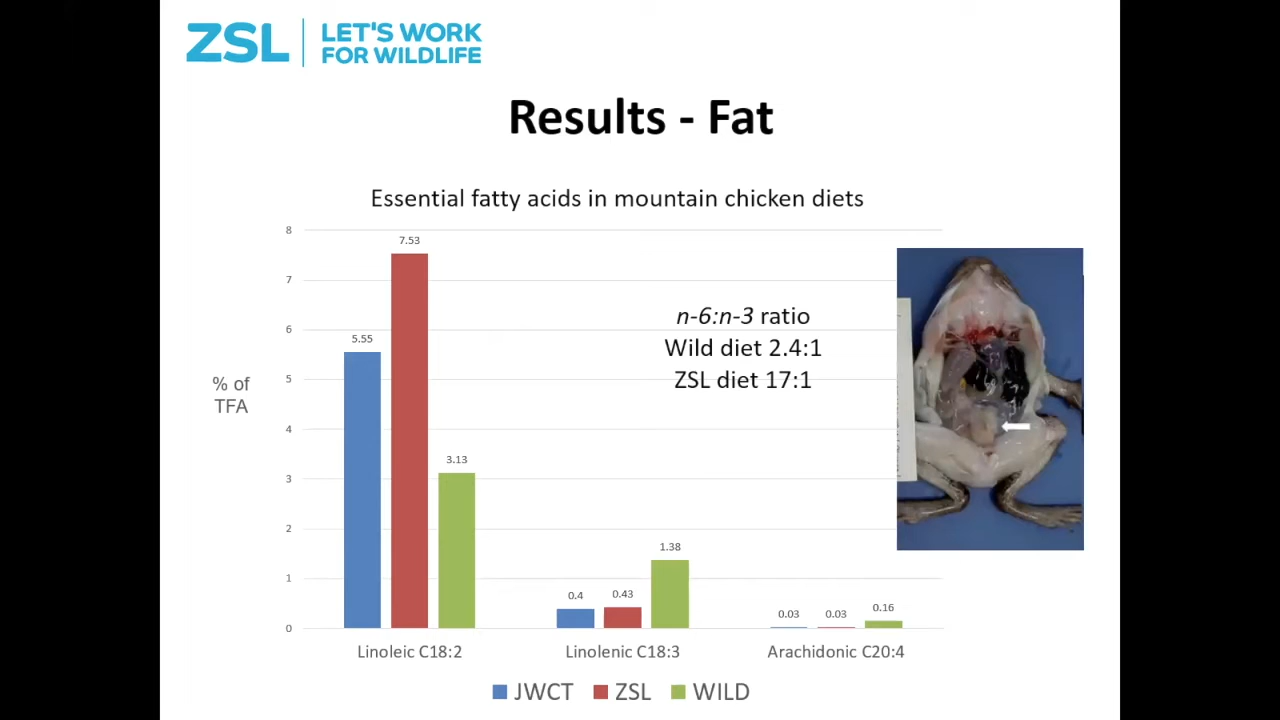 ZSL
LET'S WORK
FOR WILDLIFE
Results - Fat
Essential fatty acids in mountain chicken diets
8
7
6
5
4
3
2
1
0
% of
TFA
5.55
7.53
3.13
0.4
0.43
1.38
0.03
0.03
0.16
n-6:n-3 ratio
Wild diet 2.4:1
ZSL diet 17:1
Linoleic C18:2
Linolenic C18:3
Arachidonic C20:4
JWCT
ZSL
WILD